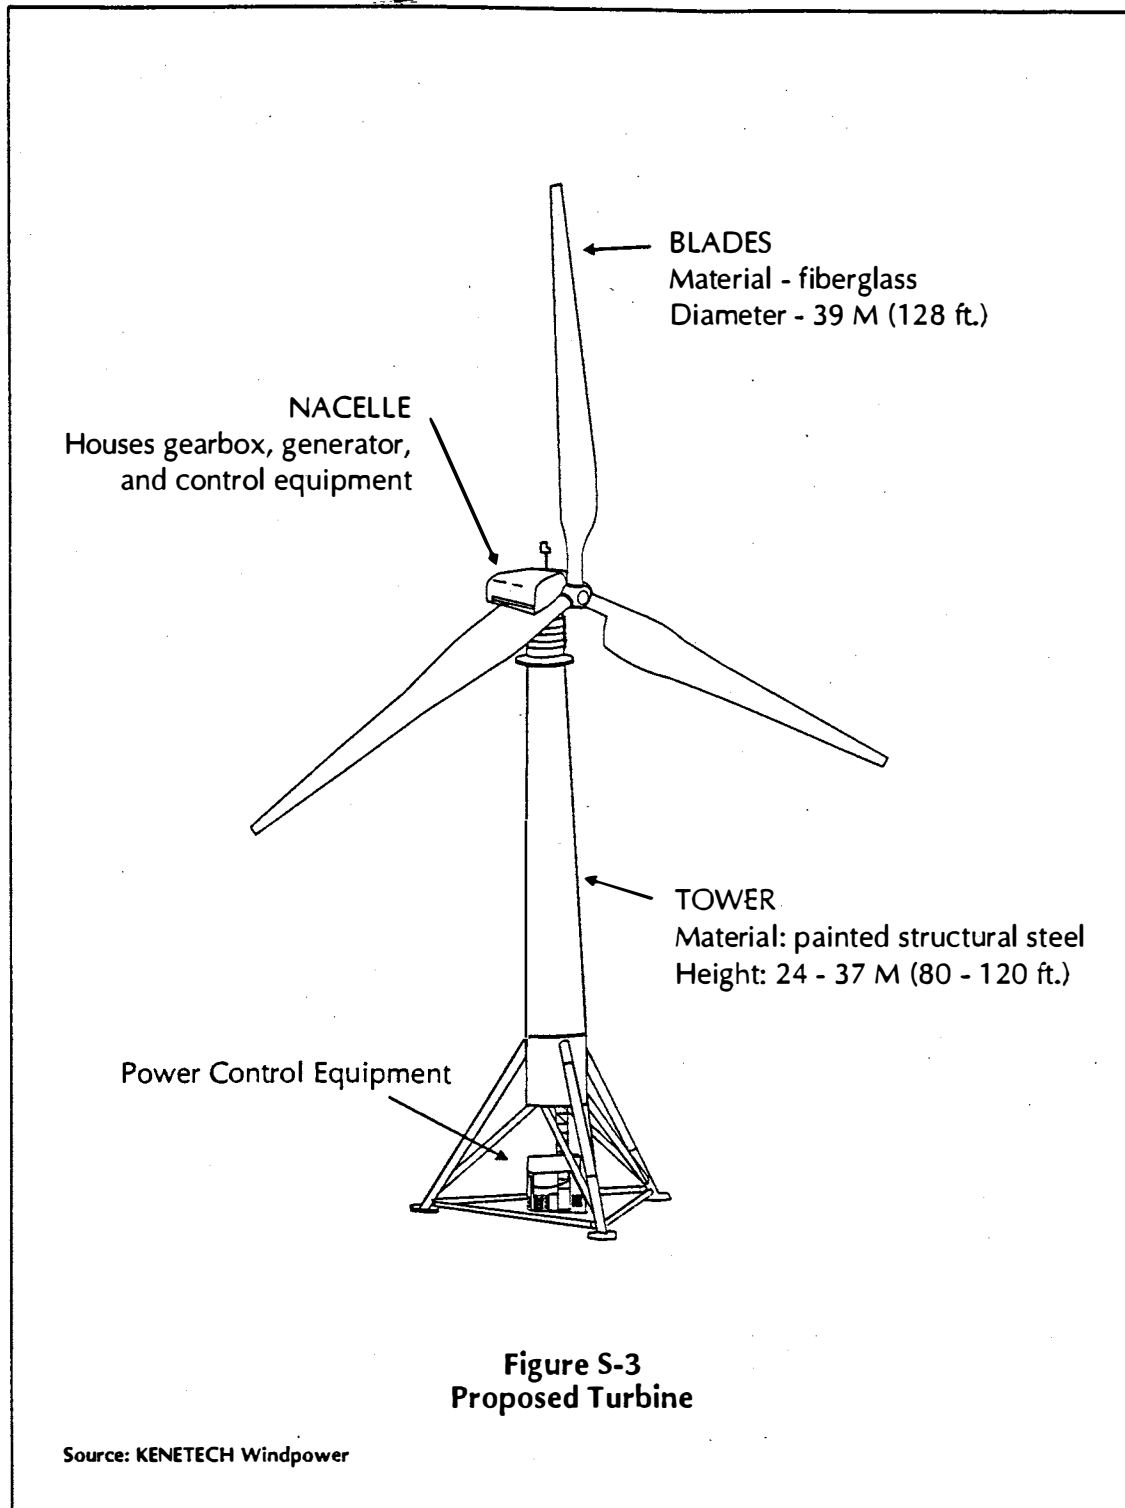 BLADES
Material - fiberglass
Diameter - 39 M (128 ft.)
NACELLE
Houses gearbox, generator,
and control equipment
TOWER
Material: painted structural steel
Height: 24 - 37 M (80 - 120 ft.)
Power Control Equipment
Figure S-3
Proposed Turbine
Source: KENETECH Windpower